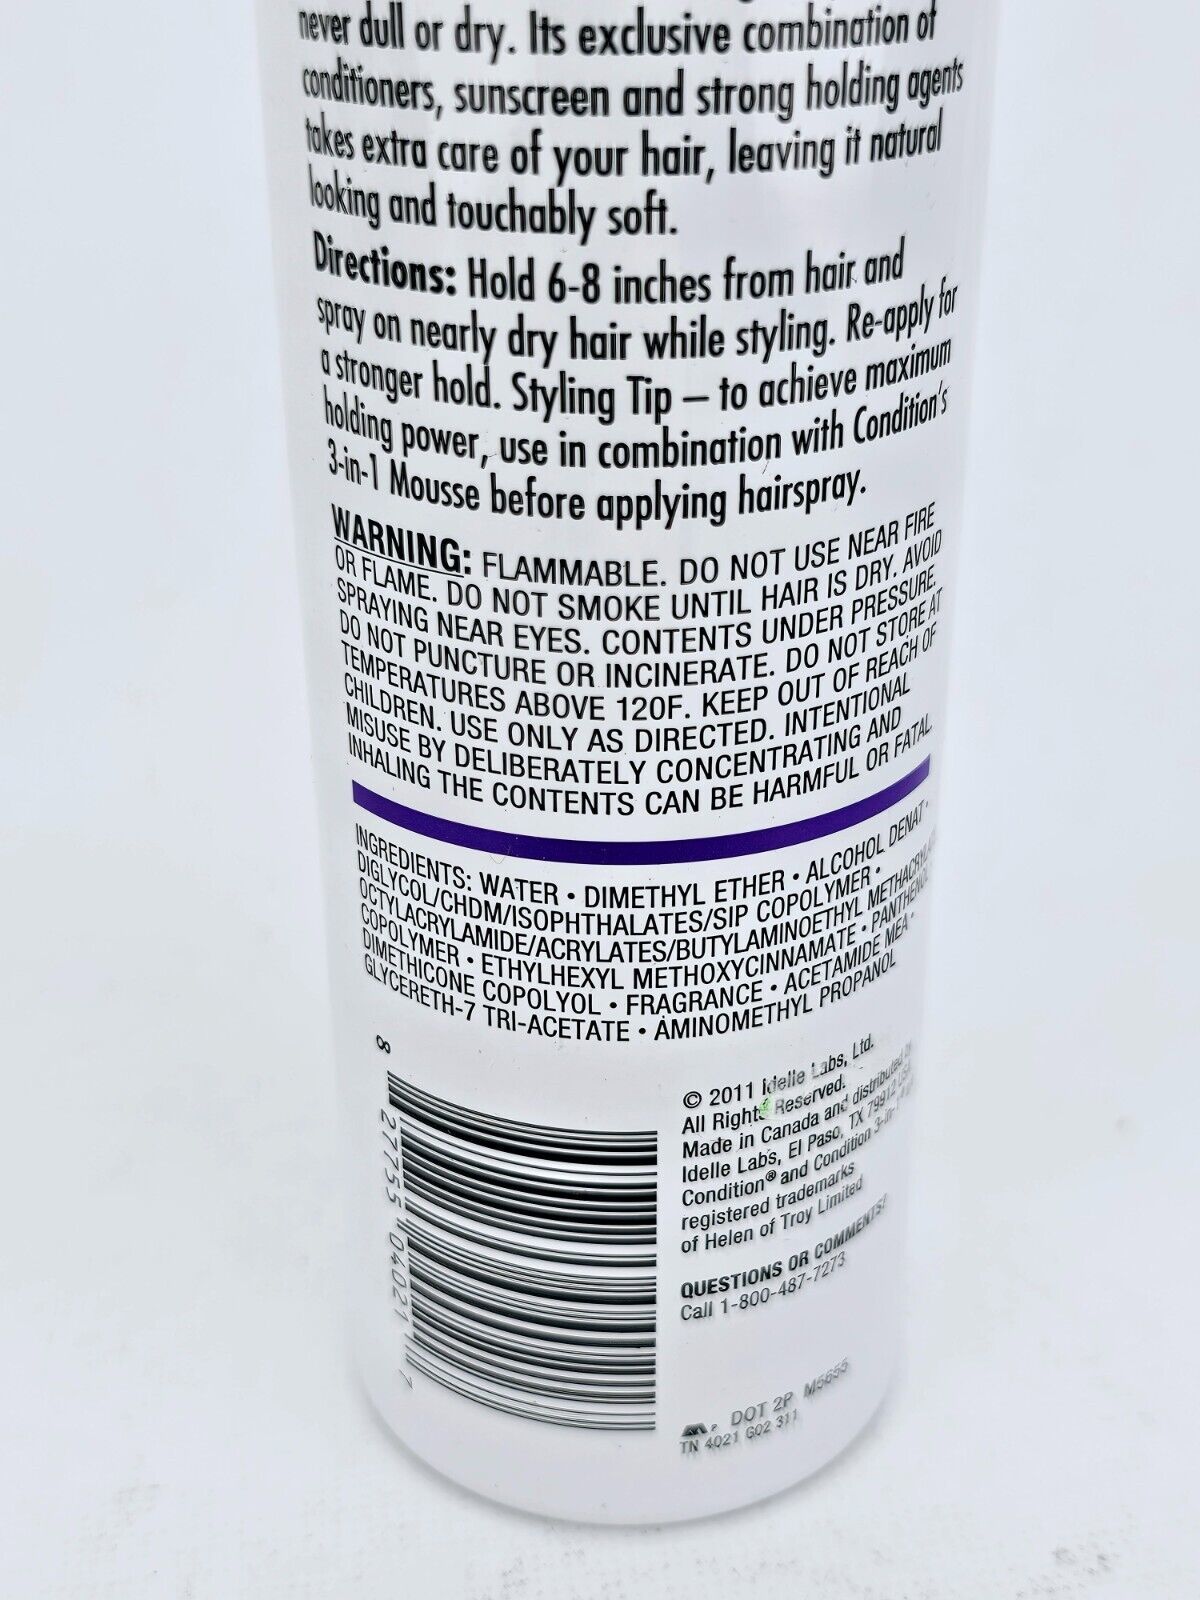 never dull or dry. Its exclusive combination of
conditioners, sunscreen and strong holding agents
takes extra care of your hair, leaving it natural
looking and touchably soft.
Directions: Hold 6-8 inches from hair and
spray on nearly dry hair while styling. Re-apply for
a stronger hold. Styling Tip – to achieve maximum
holding power, use in combination with Condition's
3-in-1 Mousse before applying hairspray.
WARNING: FLAMMABLE. DO NOT USE NEAR FIRE
OR FLAME. DO NOT SMOKE UNTIL HAIR IS DRY. AVOID
SPRAYING NEAR EYES. CONTENTS UNDER PRESSURE.
DO NOT PUNCTURE OR INCINERATE. DO NOT STORE AT
TEMPERATURES ABOVE 120F. KEEP OUT OF REACH OF
CHILDREN. USE ONLY AS DIRECTED. INTENTIONAL
MISUSE BY DELIBERATELY CONCENTRATING AND
INHALING THE CONTENTS CAN BE HARMFUL OR FATAL.
INGREDIENTS: WATER • DIMETHYL ETHER • ALCOHOL DENAT •
DIGLYCOL/CHDM/ISOPHTHALATES/SIP COPOLYMER •
OCTYLACRYLAMIDE/ACRYLATES/BUTYLAMINOETHYL METHACRYLATE
COPOLYMER • ETHYLHEXYL METHOXYCINNAMATE • PANTHENOL
DIMETHICONE COPOLYOL • FRAGRANCE • ACETAMIDE MEA •
GLYCERETH-7 TRI-ACETATE • AMINOMETHYL PROPANOL
8 27755 04021 7
© 2011 Idelle Labs, Ltd.
All Rights Reserved.
Made in Canada and distributed by
Idelle Labs, El Paso, TX 79912 USA
Condition® and Condition 3-in-1
registered trademarks
of Helen of Troy Limited
QUESTIONS OR COMMENTS?
Call 1-800-487-7273
DOT 2P M5655
TN 4021 G02 311